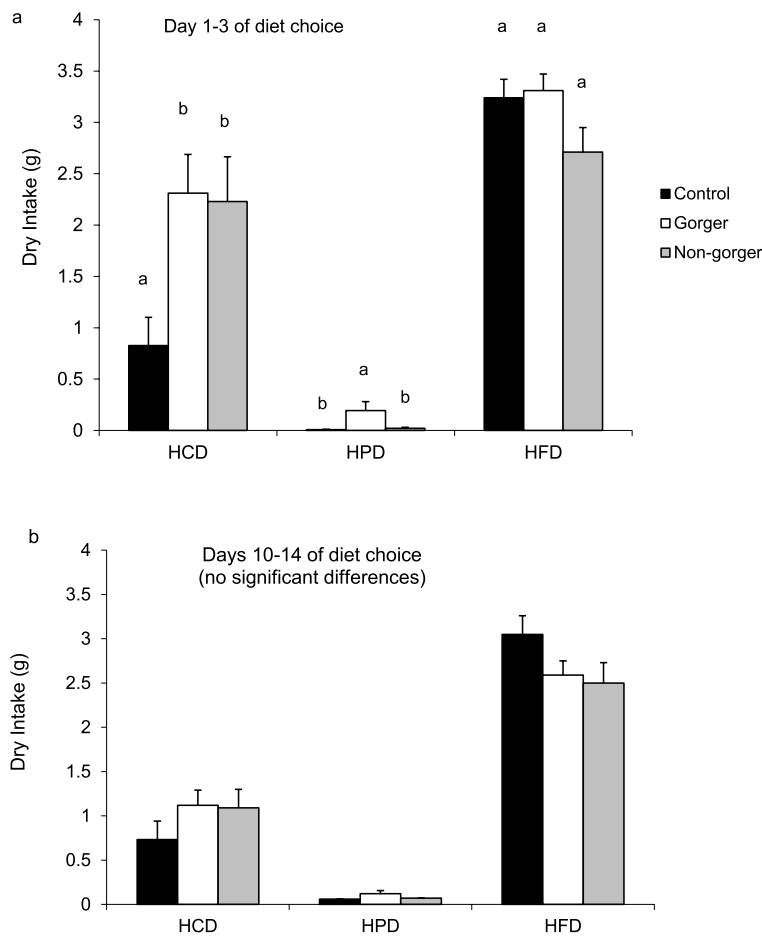 a
Day 1-3 of diet choice
4
3.5
3
2.5
2
1.5
1
0.5
0
Dry Intake (g)
a
b
b
b
a
b
a
a
a
HCD
HPD
HFD
Control
Gorger
Non-gorger
b
Days 10-14 of diet choice
(no significant differences)
4
3.5
3
2.5
2
1.5
1
0.5
0
Dry Intake (g)
HCD
HPD
HFD